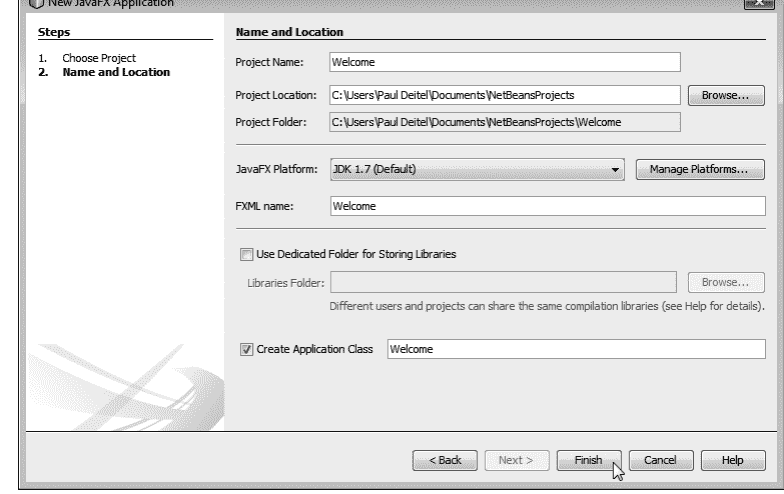 New JavaFX Application
Steps
1. Choose Project
2. Name and Location
Name and Location
Project Name: Welcome
Project Location: C:\Users\Paul Deitel\Documents\NetBeansProjects Browse...
Project Folder: C:\Users\Paul Deitel\Documents\NetBeansProjects\Welcome
JavaFX Platform: JDK 1.7 (Default) Manage Platforms...
FXML name: Welcome
Use Dedicated Folder for Storing Libraries
Libraries Folder: Browse...
Different users and projects can share the same compilation libraries (see Help for details).
Create Application Class Welcome
< Back Next > Finish Cancel Help